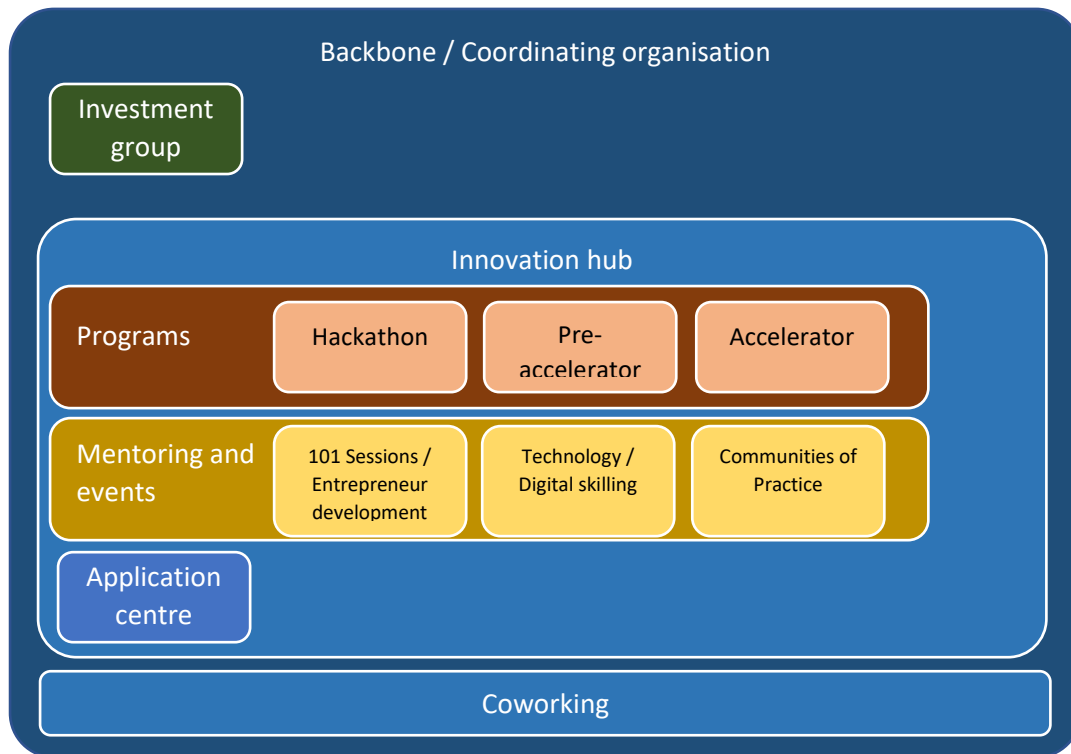 Backbone / Coordinating organisation
Investment
group
Innovation hub
Programs
Hackathon
Pre-
accelerator
Accelerator
Mentoring and
events
101 Sessions /
Entrepreneur
development
Technology /
Digital skilling
Communities of
Practice
Application
centre
Coworking